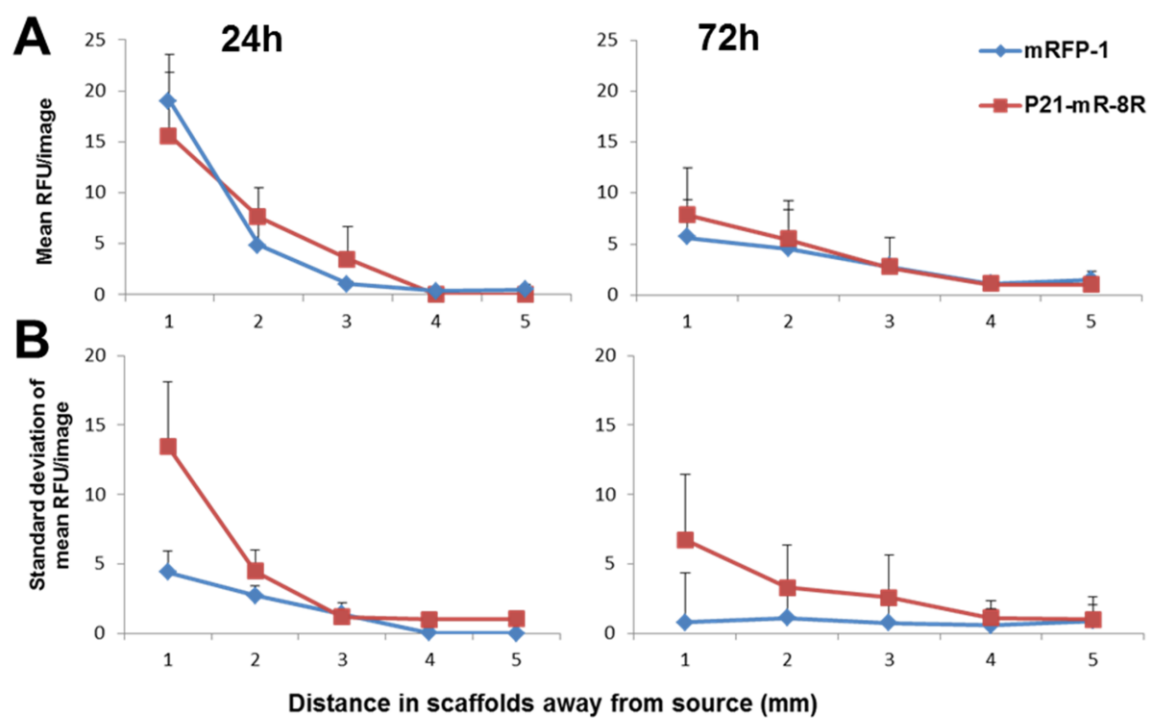 A
24h
72h
mRFP-1
P21-mR-8R
Mean RFU/image
25
20
15
10
5
0
1 2 3 4 5
25
20
15
10
5
0
1 2 3 4 5
B
Standard deviation of
mean RFU/image
20
15
10
5
0
1 2 3 4 5
20
15
10
5
0
1 2 3 4 5
Distance in scaffolds away from source (mm)